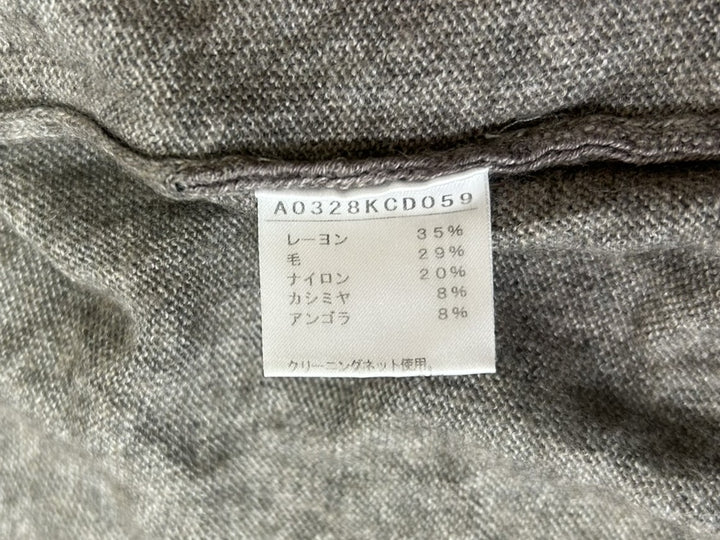 A0328KCD059
レーヨン 35%
毛 29%
ナイロン 20%
カシミヤ 8%
アンゴラ 8%
クリーニングネット使用。